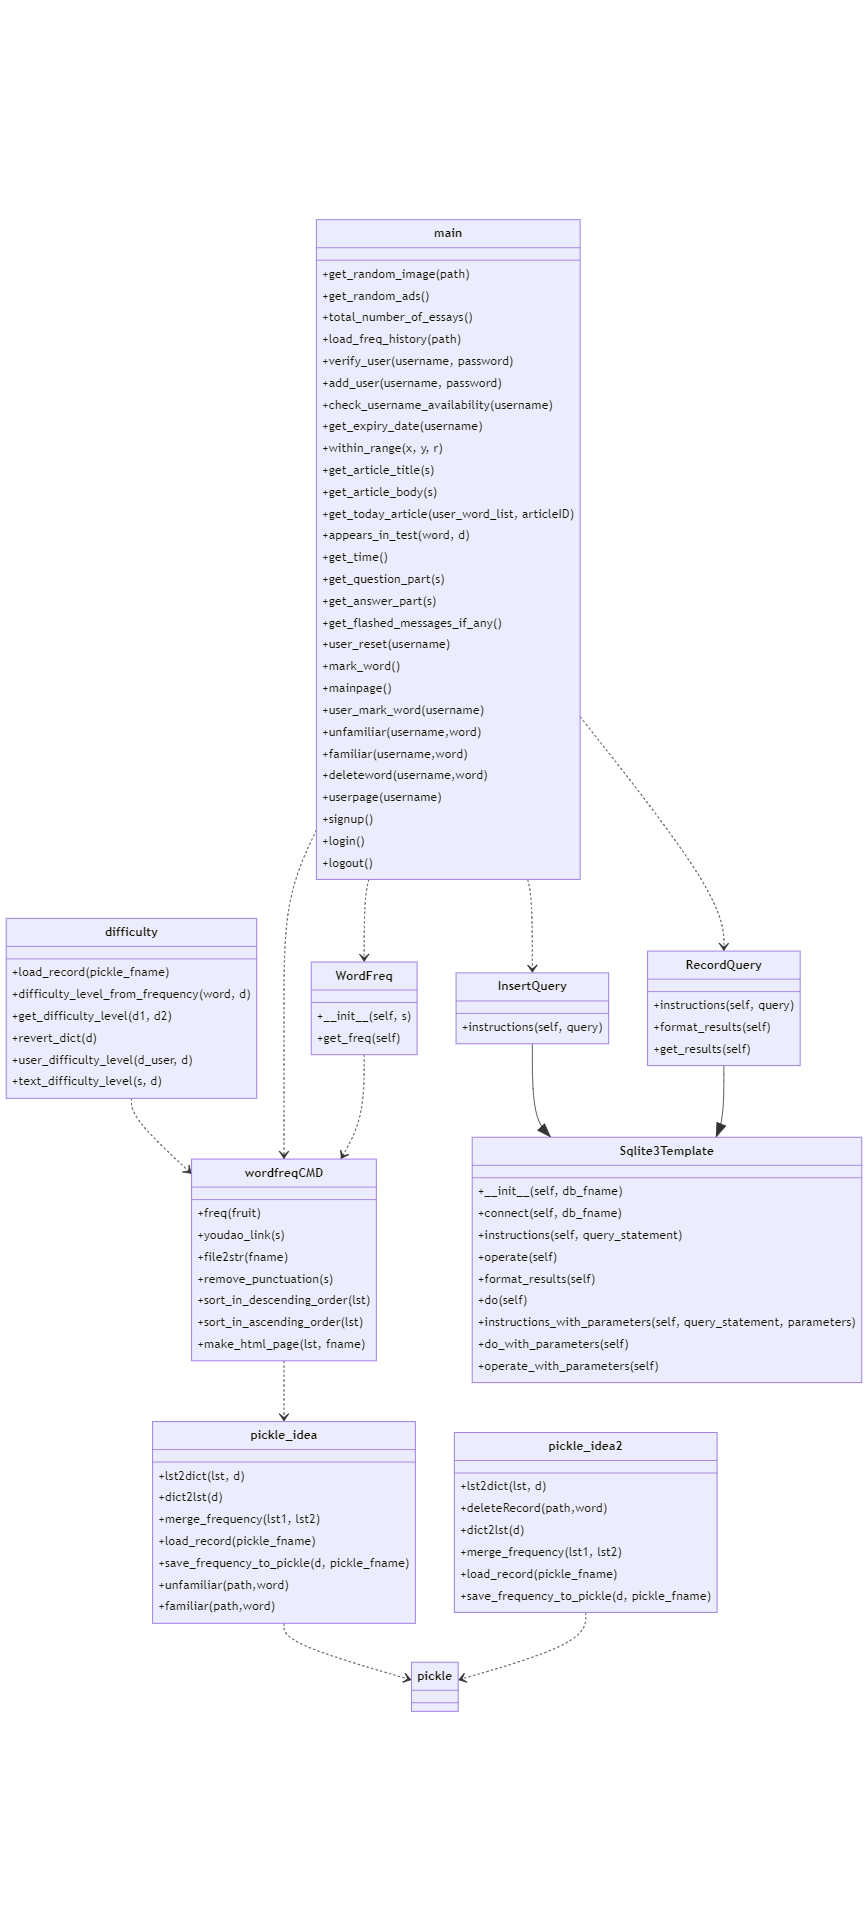 main
+get_random_image(path)
+get_random_ads()
+total_number_of_essays()
+load_freq_history(path)
+verify_user(username, password)
+add_user(username, password)
+check_username_availability(username)
+get_expiry_date(username)
+within_range(x, y, r)
+get_article_title(s)
+get_article_body(s)
+get_today_article(user_word_list, articleID)
+appears_in_test(word, d)
+get_time()
+get_question_part(s)
+get_answer_part(s)
+get_flashed_messages_if_any()
+user_reset(username)
+mark_word()
+mainpage()
+user_mark_word(username)
+unfamiliar(username,word)
+familiar(username,word)
+deleteword(username,word)
+userpage(username)
+signup()
+login()
+logout()
difficulty
+load_record(pickle_fname)
+difficulty_level_from_frequency(word, d)
+get_difficulty_level(d1, d2)
+revert_dict(d)
+user_difficulty_level(d_user, d)
+text_difficulty_level(s, d)
WordFreq
+__init__(self, s)
+get_freq(self)
InsertQuery
+instructions(self, query)
RecordQuery
+instructions(self, query)
+format_results(self)
+get_results(self)
wordfreqCMD
+freq(fruit)
+youdao_link(s)
+file2str(fname)
+remove_punctuation(s)
+sort_in_descending_order(lst)
+sort_in_ascending_order(lst)
+make_html_page(lst, fname)
Sqlite3Template
+__init__(self, db_fname)
+connect(self, db_fname)
+instructions(self, query_statement)
+operate(self)
+format_results(self)
+do(self)
+instructions_with_parameters(self, query_statement, parameters)
+do_with_parameters(self)
+operate_with_parameters(self)
pickle_idea
+lst2dict(lst, d)
+dict2lst(d)
+merge_frequency(lst1, lst2)
+load_record(pickle_fname)
+save_frequency_to_pickle(d, pickle_fname)
+unfamiliar(path,word)
+familiar(path,word)
pickle_idea2
+lst2dict(lst, d)
+deleteRecord(path,word)
+dict2lst(d)
+merge_frequency(lst1, lst2)
+load_record(pickle_fname)
+save_frequency_to_pickle(d, pickle_fname)
pickle